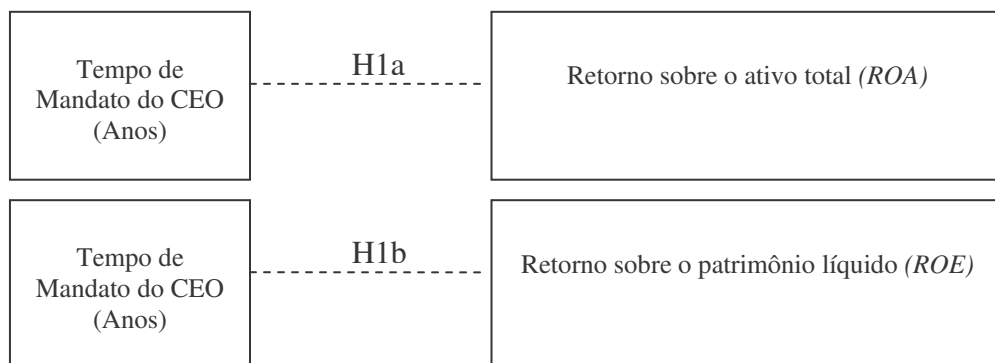 Tempo de
Mandato do CEO
(Anos)
H1a
Retorno sobre o ativo total (ROA)
Tempo de
Mandato do CEO
(Anos)
H1b
Retorno sobre o patrimônio líquido (ROE)